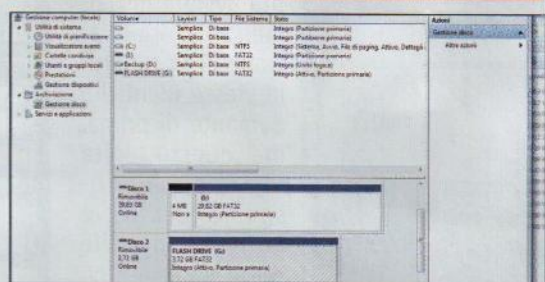 Gestione computer (locale)
Utilità di sistema
Utilità di pianificazione
Visualizzatore eventi
Cartelle condivise
Utenti e gruppi locali
Prestazioni
Gestione dispositivi
Archiviazione
Gestione disco
Servizi e applicazioni
Volume Layout Tipo File System Stato
Semplice Di base Integro (Partizione primaria)
Semplice Di base Integro (Partizione primaria)
(C:) Semplice Di base NTFS Integro (Sistema, Avvio, File di paging, Attivo, Dettagli
(I:) Semplice Di base FAT32 Integro (Partizione primaria)
Backup (D:) Semplice Di base NTFS Integro (Unità logica)
FLASH DRIVE (G:) Semplice Di base FAT32 Integro (Attivo, Partizione primaria)
Azioni
Gestione disco
Altre azioni
Disco 1
Rimovibile
Online
4 MB
Non a
29,82 GB FAT32
Integro (Partizione primaria)
Disco 3
Rimovibile
3,72 GB
Online
FLASH DRIVE (G:)
3,72 GB FAT32
Integro (Attivo, Partizione primaria)